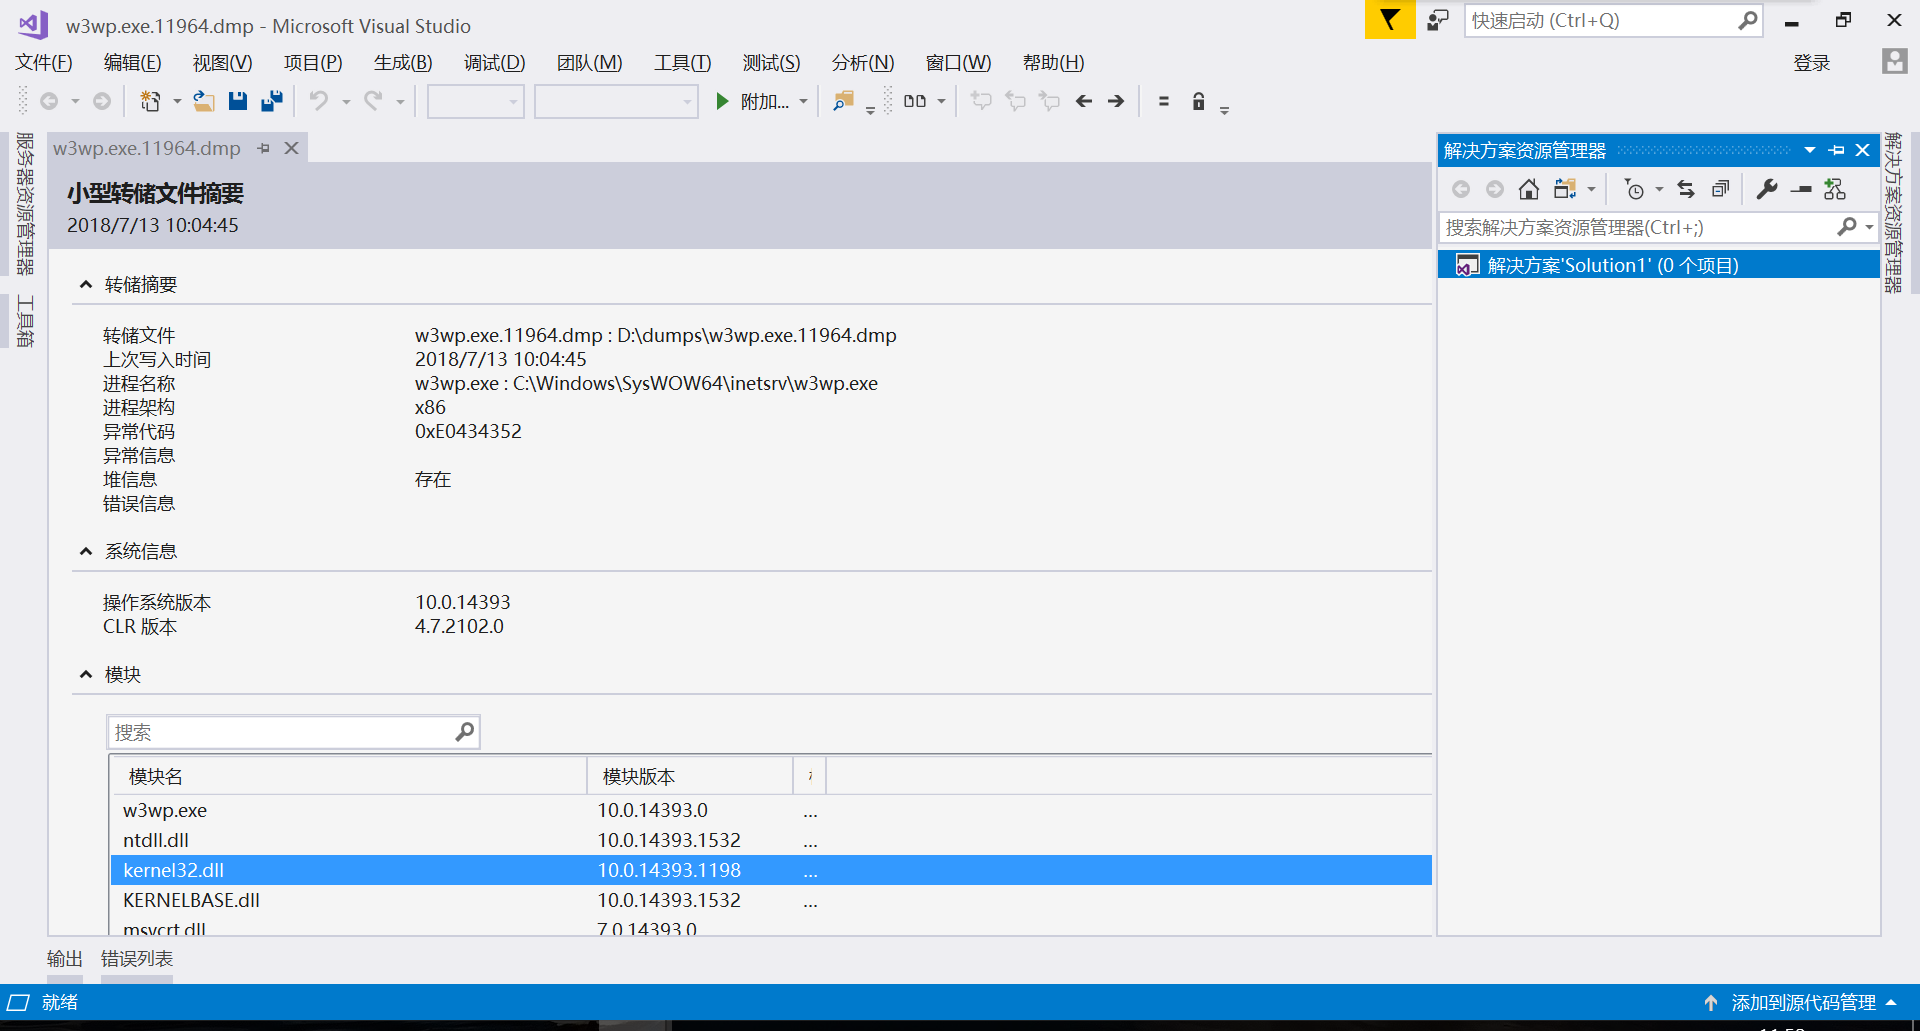 w3wp.exe.11964.dmp - Microsoft Visual Studio
快速启动 (Ctrl+Q)
文件(F) 编辑(E) 视图(V) 项目(P) 生成(B) 调试(D) 团队(M) 工具(T) 测试(S) 分析(N) 窗口(W) 帮助(H)
登录
附加...
服务器资源管理器
工具箱
w3wp.exe.11964.dmp
小型转储文件摘要
2018/7/13 10:04:45
转储摘要
转储文件 w3wp.exe.11964.dmp : D:\dumps\w3wp.exe.11964.dmp
上次写入时间 2018/7/13 10:04:45
进程名称 w3wp.exe : C:\Windows\SysWOW64\inetsrv\w3wp.exe
进程架构 x86
异常代码 0xE0434352
异常信息
堆信息 存在
错误信息
系统信息
操作系统版本 10.0.14393
CLR 版本 4.7.2102.0
模块
搜索
模块名 模块版本
w3wp.exe 10.0.14393.0 ...
ntdll.dll 10.0.14393.1532 ...
kernel32.dll 10.0.14393.1198 ...
KERNELBASE.dll 10.0.14393.1532 ...
msvcrt.dll 7.0.14393.0
解决方案资源管理器
搜索解决方案资源管理器(Ctrl+;)
解决方案'Solution1' (0 个项目)
解决方案资源管理器
输出 错误列表
就绪
添加到源代码管理